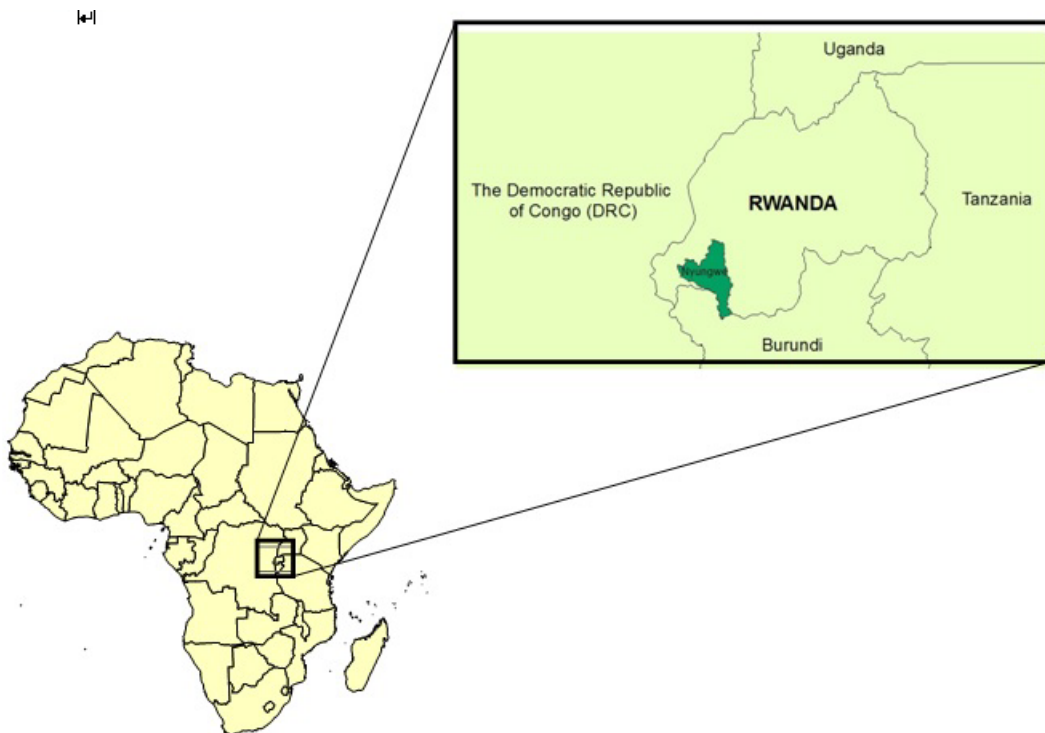 Uganda
The Democratic Republic
of Congo (DRC)
RWANDA
Tanzania
Nyungwe
Burundi